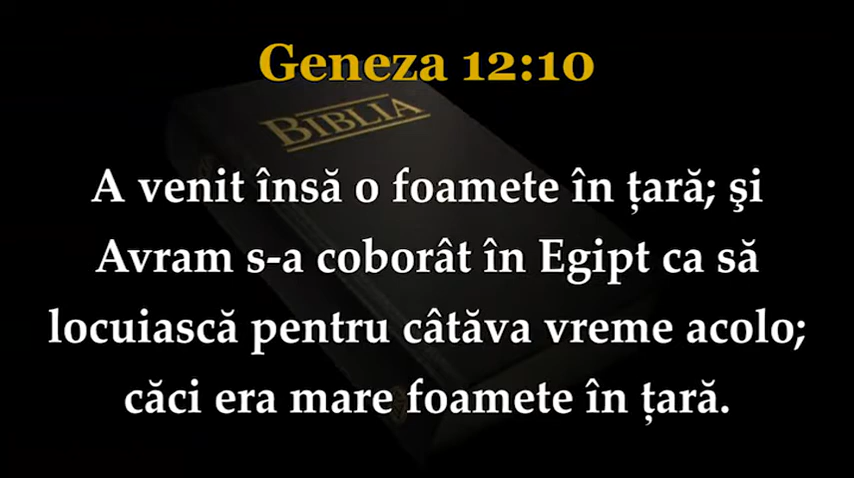 Geneza 12:10
BIBLIA
A venit însă o foamete în țară; şi
Avram s-a coborât în Egipt ca să
locuiască pentru câtăva vreme acolo;
căci era mare foamete în țară.